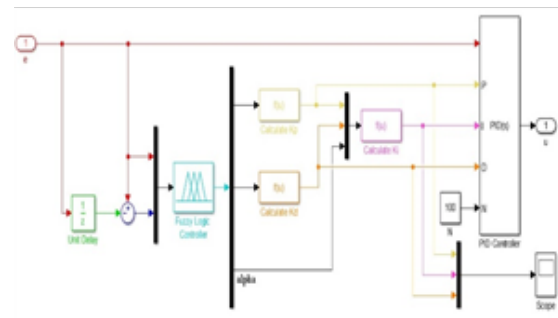 1
e
P
f(u)
Calculate Kp
f(u)
Calculate Ki
I
PID(s)
1
u
D
1
z
Unit Delay
Fuzzy Logic
Controller
f(u)
Calculate Kd
100
N
N
PID Controller
alpha
Scope